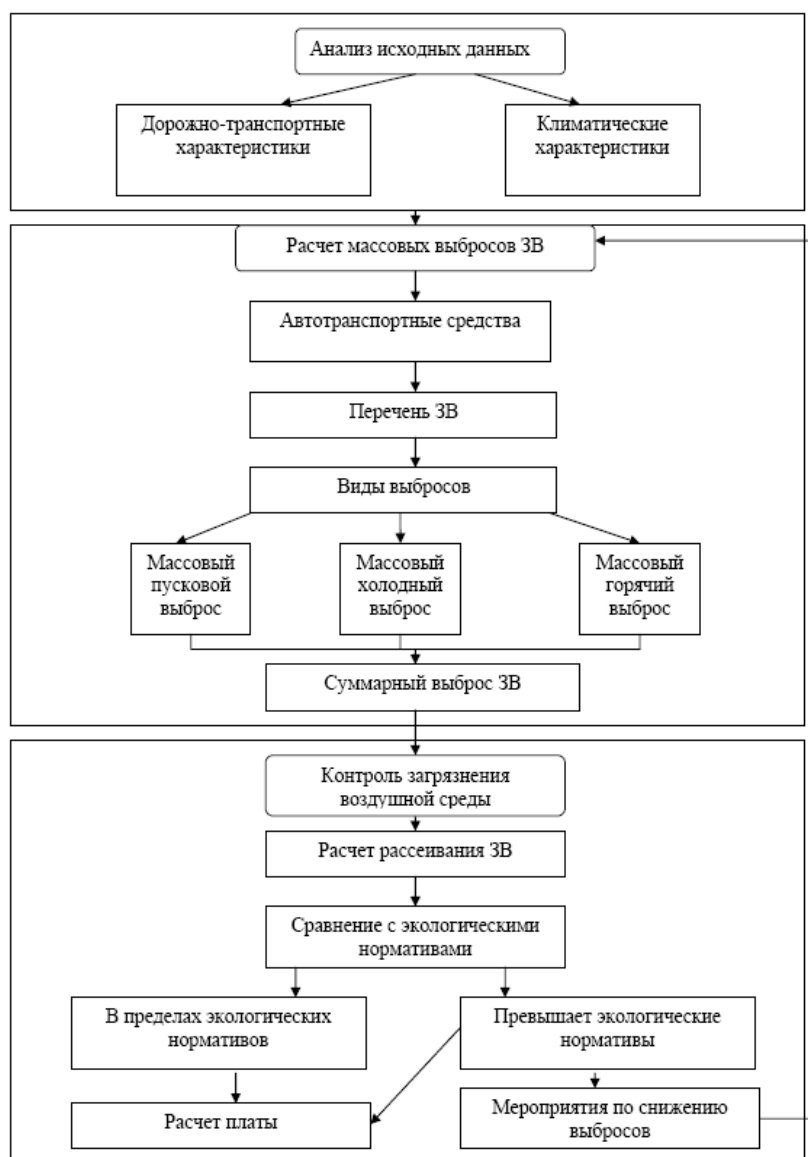 Анализ исходных данных
Дорожно-транспортные
характеристики
Климатические
характеристики
Расчет массовых выбросов ЗВ
Автотранспортные средства
Перечень ЗВ
Виды выбросов
Массовый
пусковой
выброс
Массовый
холодный
выброс
Массовый
горячий
выброс
Суммарный выброс ЗВ
Контроль загрязнения
воздушной среды
Расчет рассеивания ЗВ
Сравнение с экологическими
нормативами
В пределах экологических
нормативов
Превышает экологические
нормативы
Расчет платы
Мероприятия по снижению
выбросов